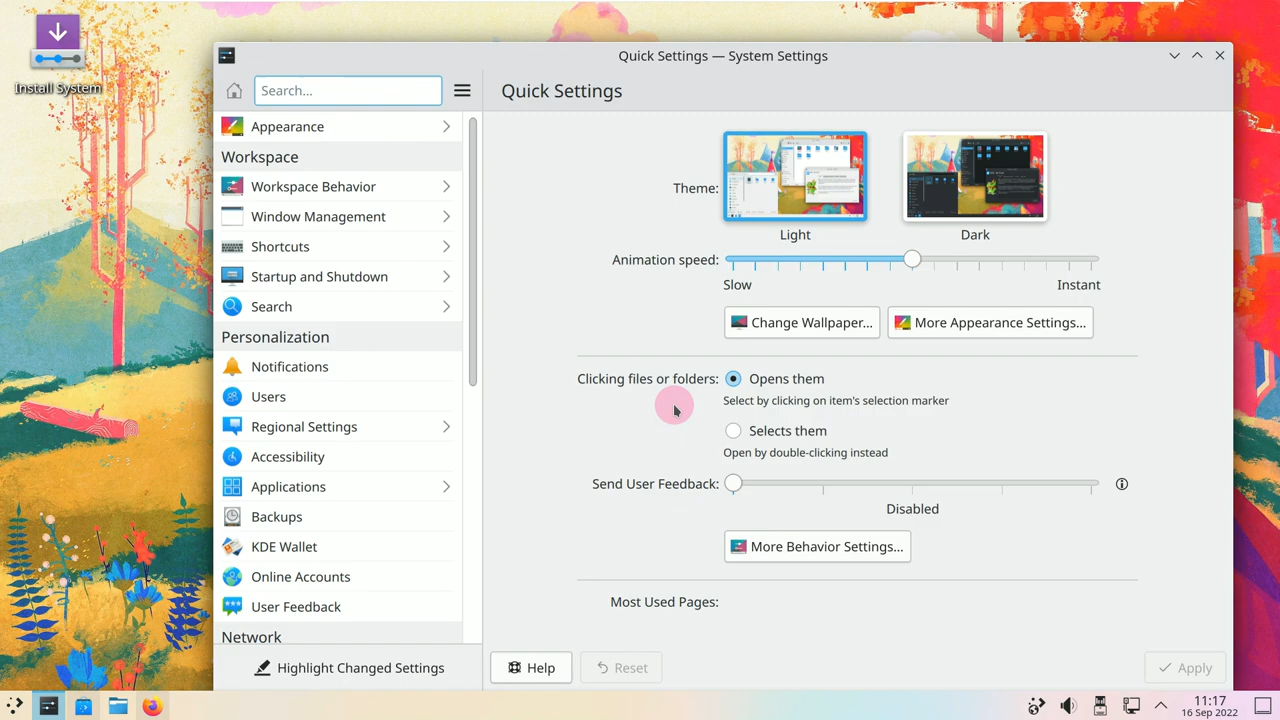 Install System
Quick Settings — System Settings
Search...
Quick Settings
Appearance
Workspace
Workspace Behavior
Window Management
Shortcuts
Startup and Shutdown
Search
Personalization
Notifications
Users
Regional Settings
Accessibility
Applications
Backups
KDE Wallet
Online Accounts
User Feedback
Network
Highlight Changed Settings
Theme:
Light
Dark
Animation speed:
Slow
Instant
Change Wallpaper...
More Appearance Settings...
Clicking files or folders:
Opens them
Select by clicking on item's selection marker
Selects them
Open by double-clicking instead
Send User Feedback:
Disabled
More Behavior Settings...
Most Used Pages:
Help
Reset
Apply
11:17
16 Sep 2022